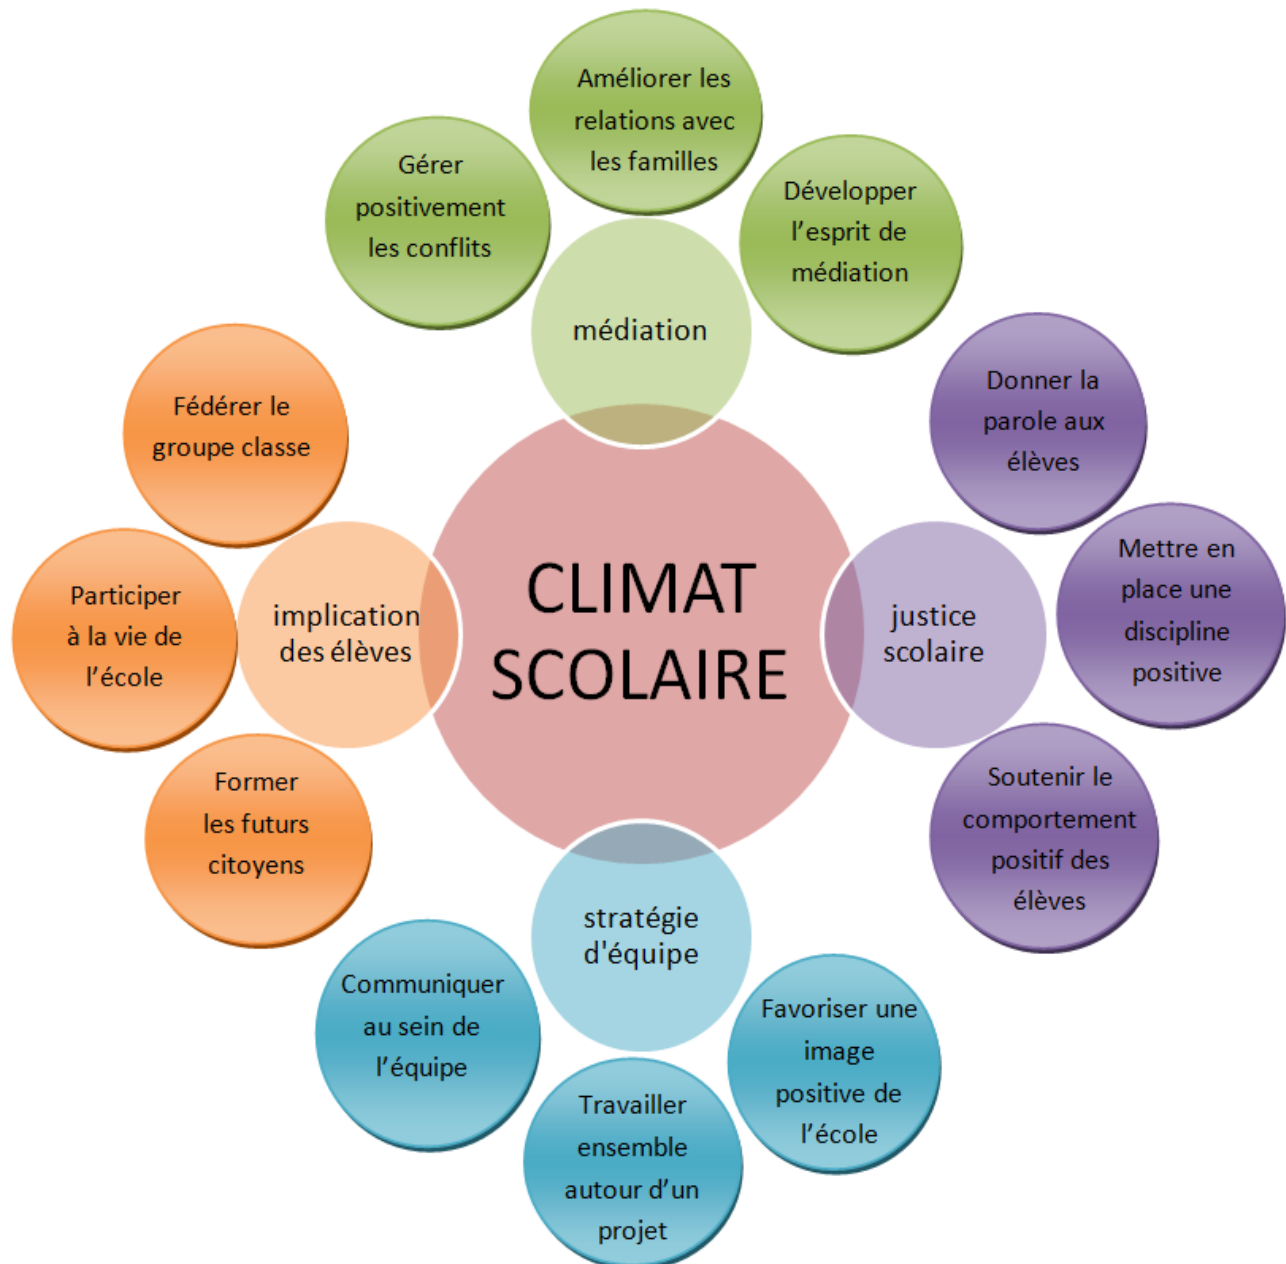 Améliorer les
relations avec
les familles
Gérer
positivement
les conflits
Développer
l’esprit de
médiation
médiation
Donner la
parole aux
élèves
Fédérer le
groupe classe
Mettre en
place une
discipline
positive
Participer
à la vie de
l’école
implication
des élèves
CLIMAT
SCOLAIRE
justice
scolaire
Former
les futurs
citoyens
Soutenir le
comportement
positif des
élèves
stratégie
d'équipe
Communiquer
au sein de
l’équipe
Favoriser une
image
positive de
l’école
Travailler
ensemble
autour d’un
projet